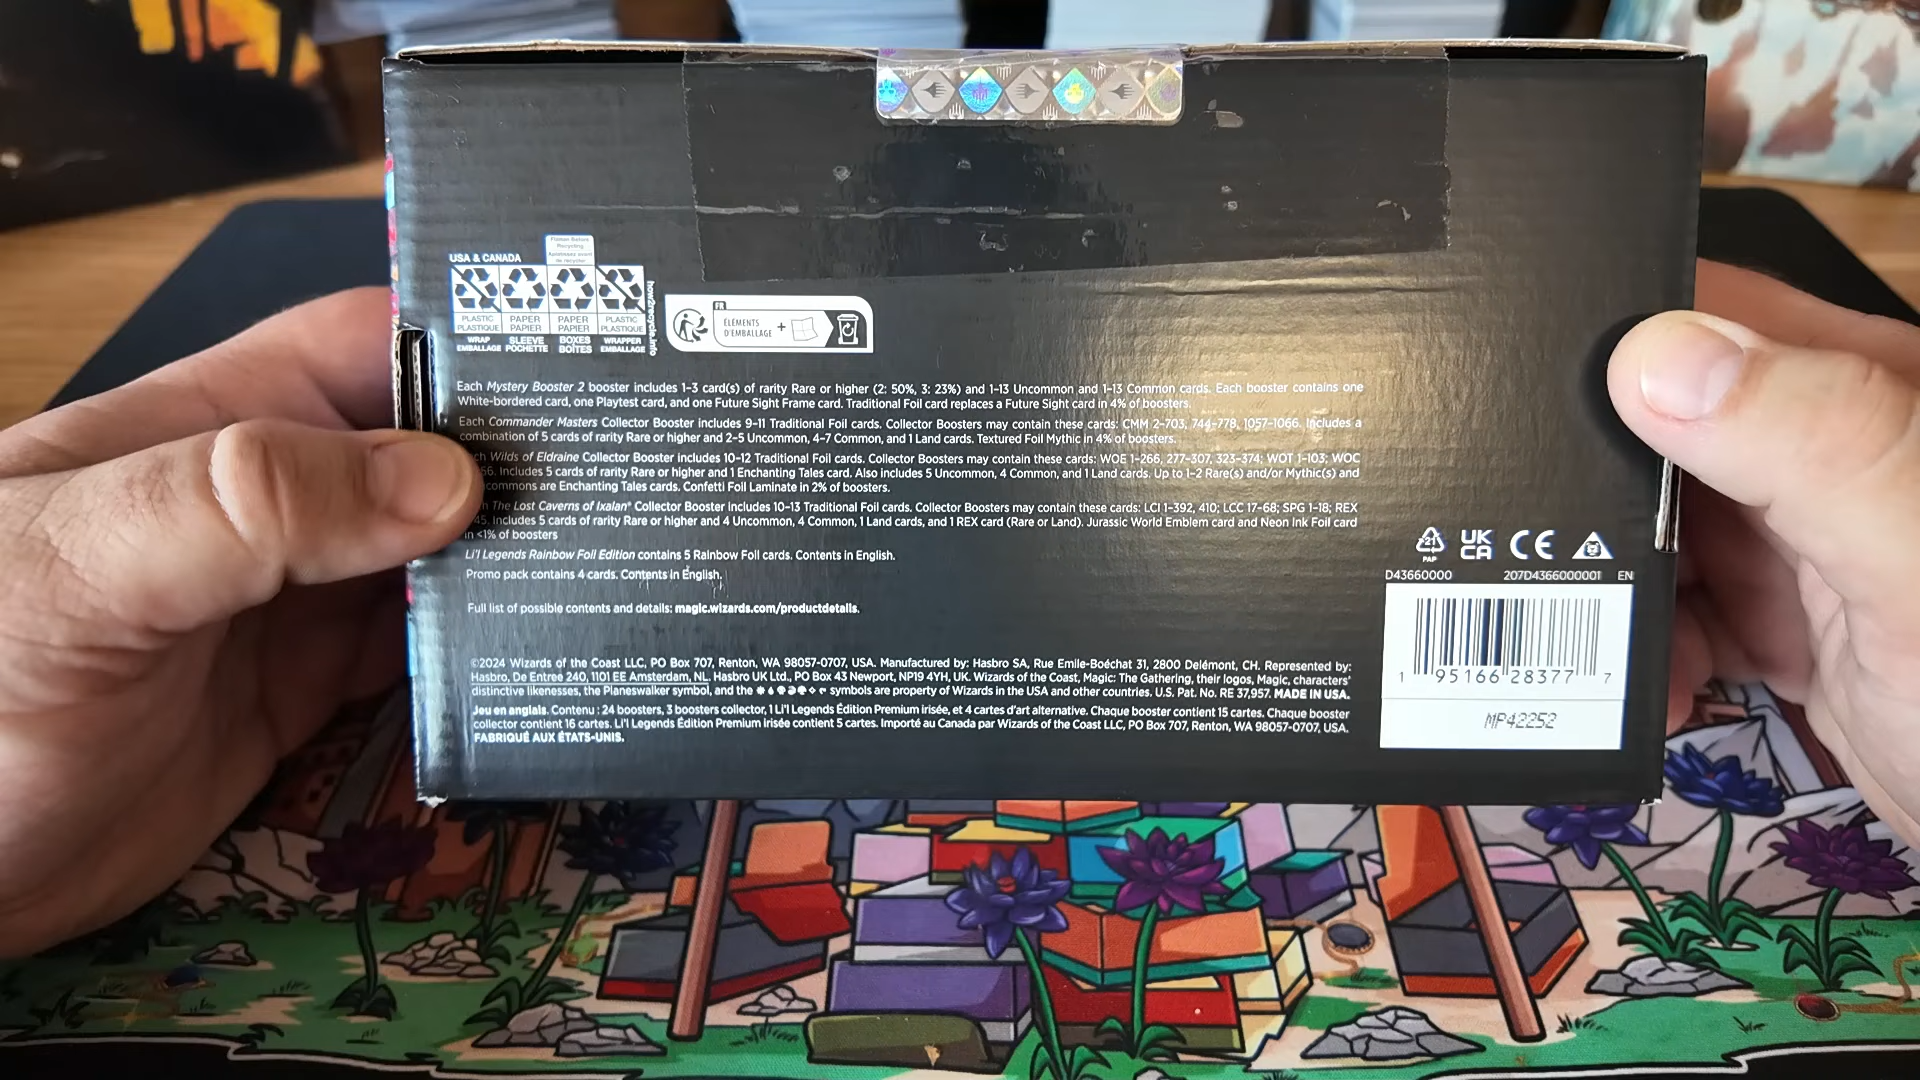 USA & CANADA
Flatten Before
Recycling
Aplatissez avant
de recycler
PLASTIC PAPER PAPER PLASTIC
PLASTIQUE PAPIER PAPIER PLASTIQUE
WRAP SLEEVE BOXES WRAPPER
EMBALLAGE POCHETTE BOÎTES EMBALLAGE
how2recycle.info
FR
ÉLÉMENTS
D'EMBALLAGE +
Each Mystery Booster 2 booster includes 1-3 card(s) of rarity Rare or higher (2: 50%, 3: 23%) and 1-13 Uncommon and 1-13 Common cards. Each booster contains one
White-bordered card, one Playtest card, and one Future Sight Frame card. Traditional Foil card replaces a Future Sight card in 4% of boosters.
Each Commander Masters Collector Booster includes 9-11 Traditional Foil cards. Collector Boosters may contain these cards: CMM 2-703, 744-778, 1057-1066. Includes a
combination of 5 cards of rarity Rare or higher and 2-5 Uncommon, 4-7 Common, and 1 Land cards. Textured Foil Mythic in 4% of boosters.
ch Wilds of Eldraine Collector Booster includes 10-12 Traditional Foil cards. Collector Boosters may contain these cards: WOE 1-266, 277-307, 323-374; WOT 1-103; WOC
66. Includes 5 cards of rarity Rare or higher and 1 Enchanting Tales card. Also includes 5 Uncommon, 4 Common, and 1 Land cards. Up to 1-2 Rare(s) and/or Mythic(s) and
commons are Enchanting Tales cards. Confetti Foil Laminate in 2% of boosters.
The Lost Caverns of Ixalan® Collector Booster Includes 10-13 Traditional Foil cards. Collector Boosters may contain these cards: LCI 1-392, 410; LCC 17-68; SPG 1-18; REX
45. Includes 5 cards of rarity Rare or higher and 4 Uncommon, 4 Common, 1 Land cards, and 1 REX card (Rare or Land). Jurassic World Emblem card and Neon Ink Foil card
in <1% of boosters
Li'l Legends Rainbow Foil Edition contains 5 Rainbow Foil cards. Contents in English.
Promo pack contains 4 cards. Contents in English.
Full list of possible contents and details: magic.wizards.com/productdetails.
21
PAP
UK
CA
CE
D43660000 207D4366000001 EN
1 95166 28377 7
MP42252
©2024 Wizards of the Coast LLC, PO Box 707, Renton, WA 98057-0707, USA. Manufactured by: Hasbro SA, Rue Emile-Boéchat 31, 2800 Delémont, CH. Represented by:
Hasbro, De Entree 240, 1101 EE Amsterdam, NL. Hasbro UK Ltd., PO Box 43 Newport, NP19 4YH, UK. Wizards of the Coast, Magic: The Gathering, their logos, Magic, characters'
distinctive likenesses, the Planeswalker symbol, and the symbols are property of Wizards in the USA and other countries. U.S. Pat. No. RE 37,957. MADE IN USA.
Jeu en anglais. Contenu : 24 boosters, 3 boosters collector, 1 Li'l Legends Édition Premium irisée, et 4 cartes d'art alternative. Chaque booster contient 15 cartes. Chaque booster
collector contient 16 cartes. Li'l Legends Édition Premium irisée contient 5 cartes. Importé au Canada par Wizards of the Coast LLC, PO Box 707, Renton, WA 98057-0707, USA.
FABRIQUÉ AUX ÉTATS-UNIS.